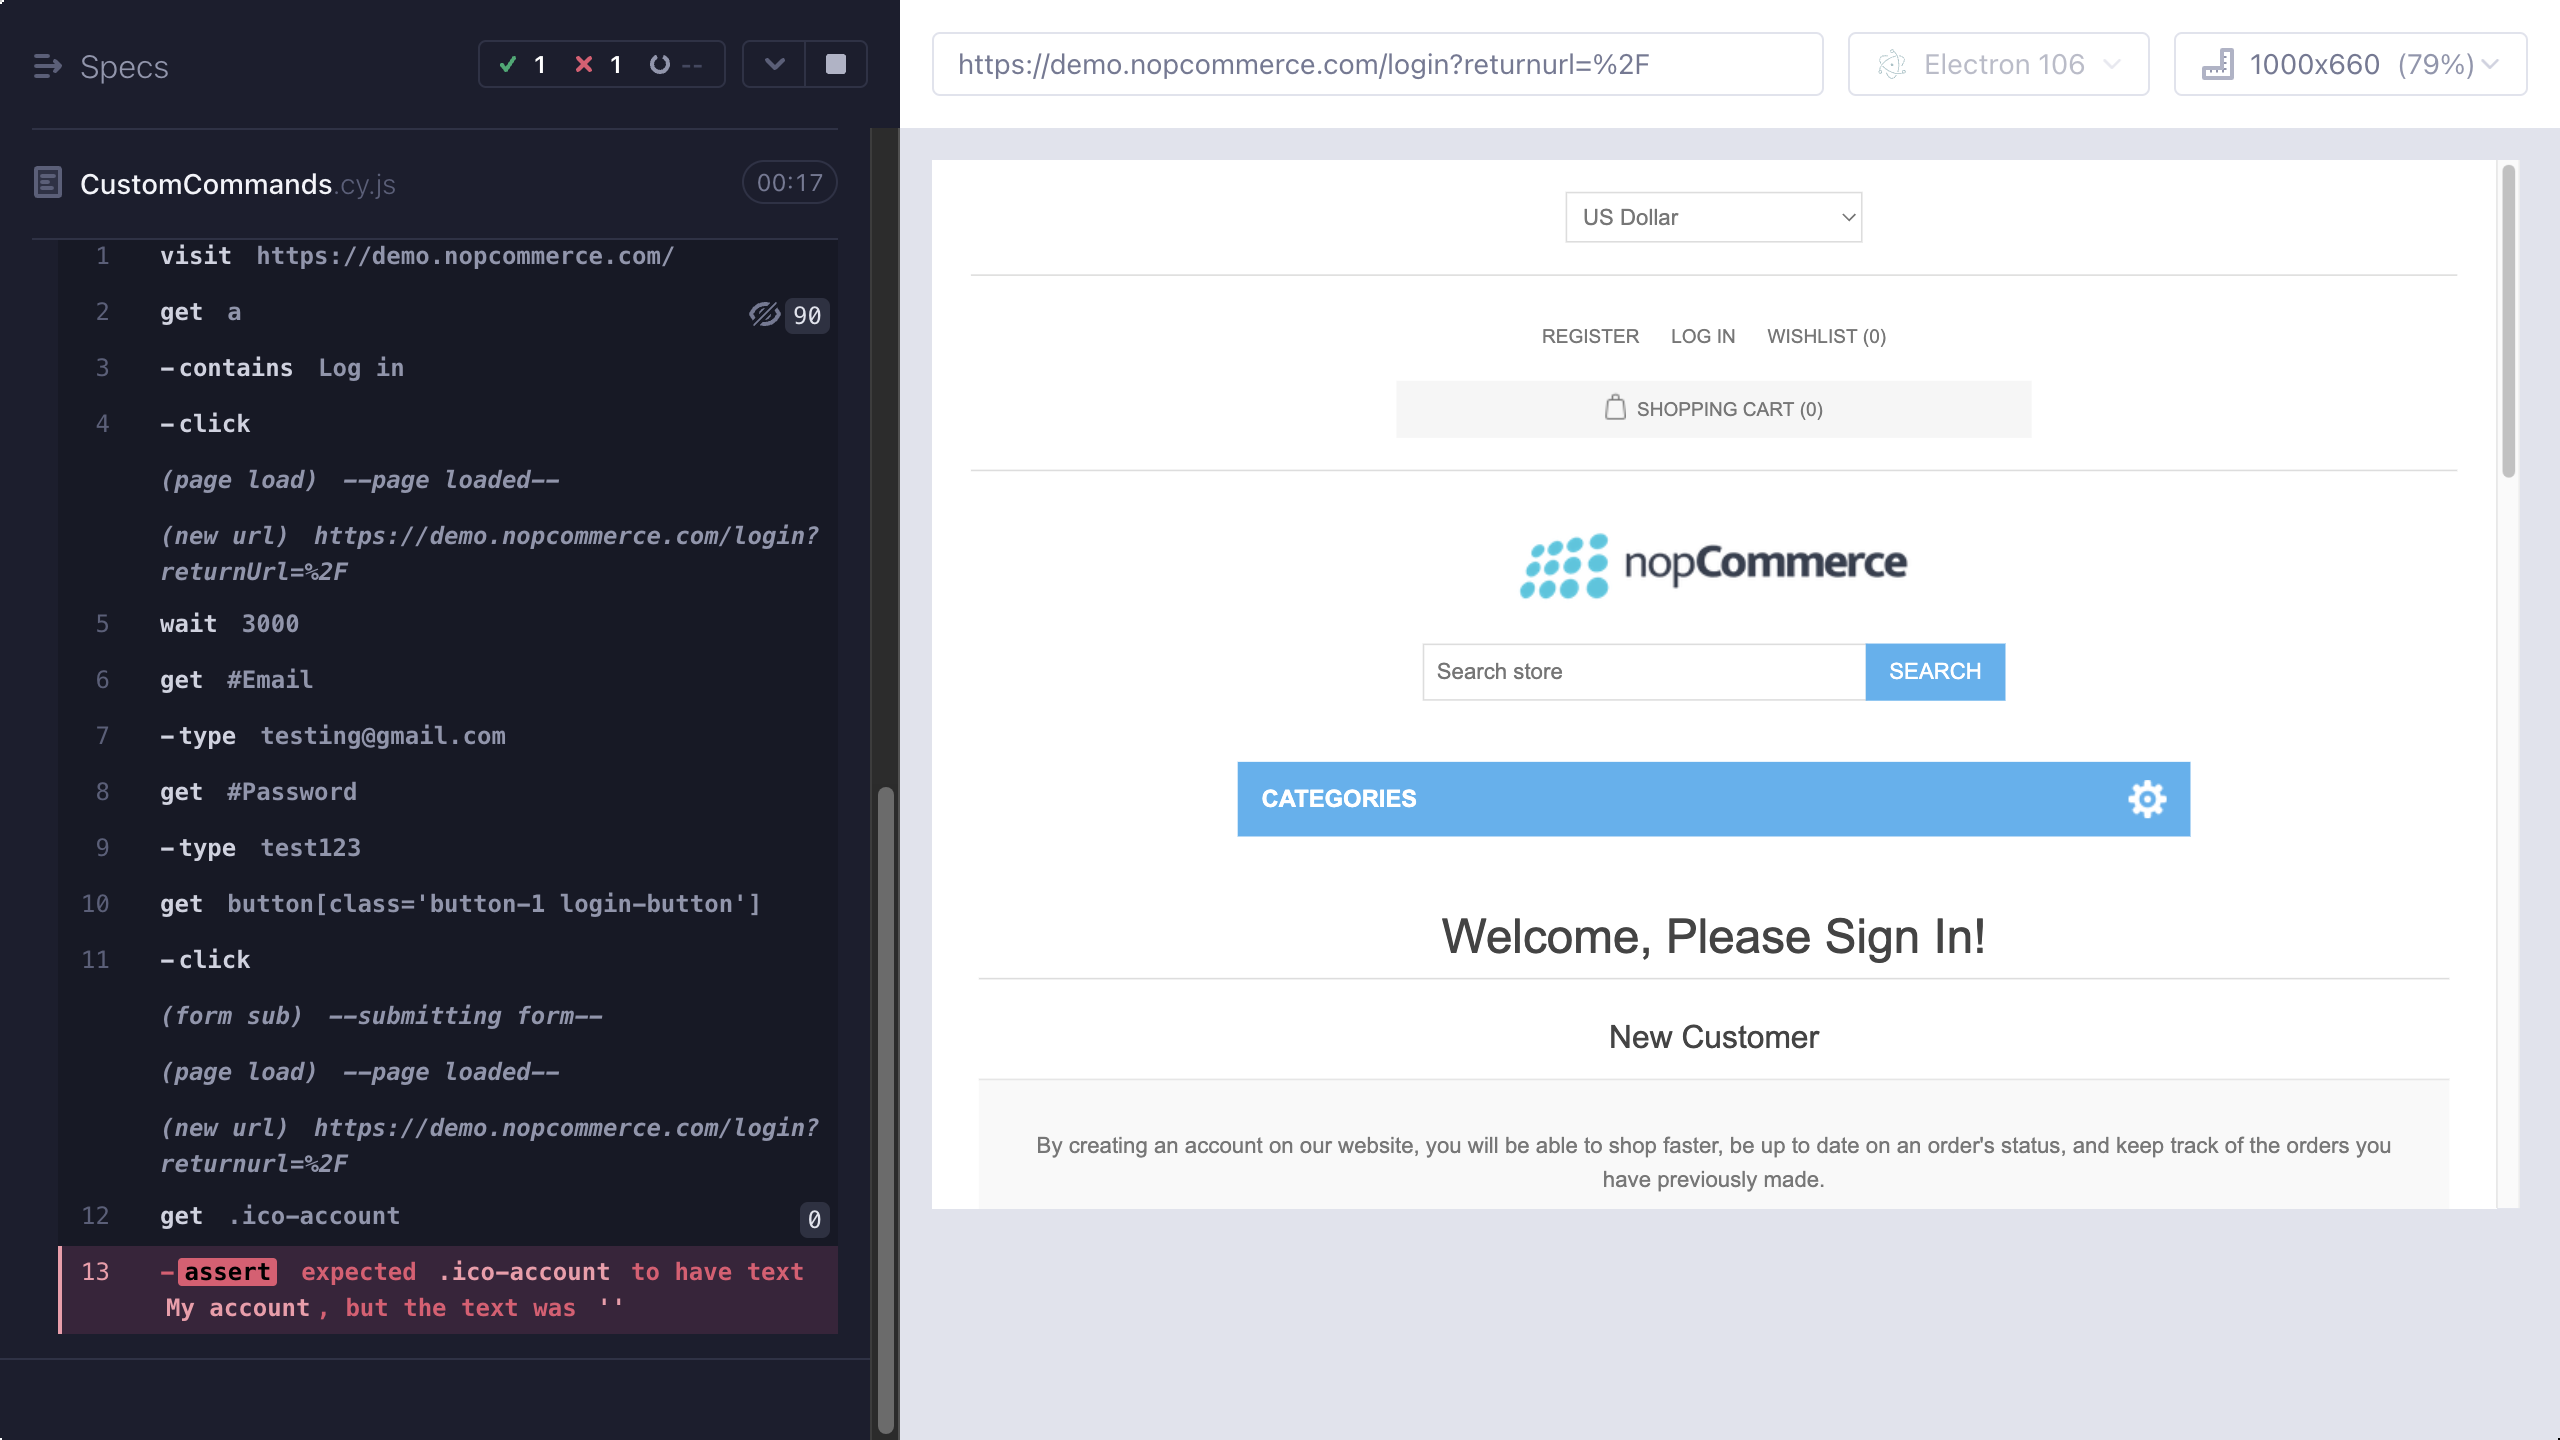 Specs
1
1
--
CustomCommands.cy.js
00:17
1 visit https://demo.nopcommerce.com/
2 get a 90
3 -contains Log in
4 -click
(page load) --page loaded--
(new url) https://demo.nopcommerce.com/login?
returnUrl=%2F
5 wait 3000
6 get #Email
7 -type testing@gmail.com
8 get #Password
9 -type test123
10 get button[class='button-1 login-button']
11 -click
(form sub) --submitting form--
(page load) --page loaded--
(new url) https://demo.nopcommerce.com/login?
returnurl=%2F
12 get .ico-account 0
13 -assert expected .ico-account to have text
My account, but the text was ''
https://demo.nopcommerce.com/login?returnurl=%2F
Electron 106
1000x660 (79%)
US Dollar
REGISTER LOG IN WISHLIST (0)
SHOPPING CART (0)
nopCommerce
Search store SEARCH
CATEGORIES
Welcome, Please Sign In!
New Customer
By creating an account on our website, you will be able to shop faster, be up to date on an order's status, and keep track of the orders you
have previously made.